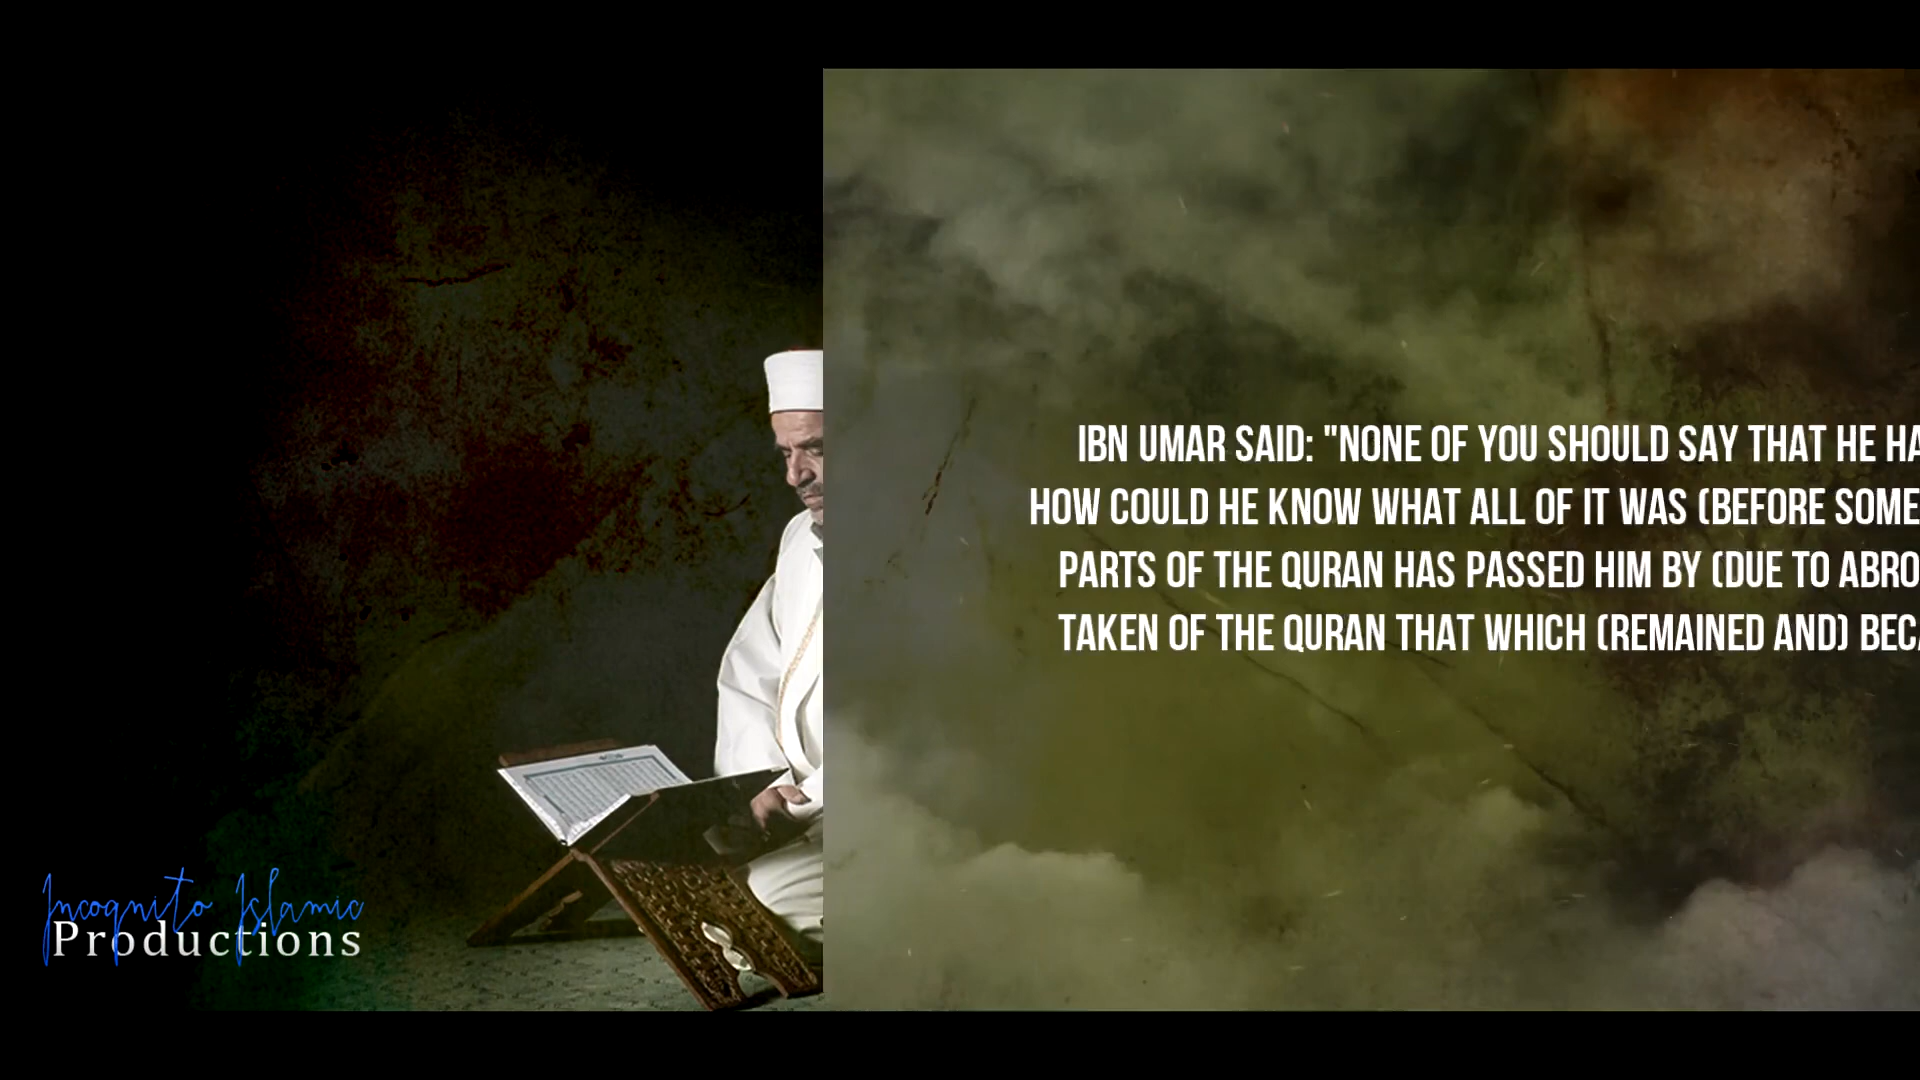 IBN UMAR SAID: "NONE OF YOU SHOULD SAY THAT HE
HOW COULD HE KNOW WHAT ALL OF IT WAS (BEFORE SOME
PARTS OF THE QURAN HAS PASSED HIM BY (DUE TO
TAKEN OF THE QURAN THAT WHICH (REMAINED AND)
Incognito Islamic
Productions